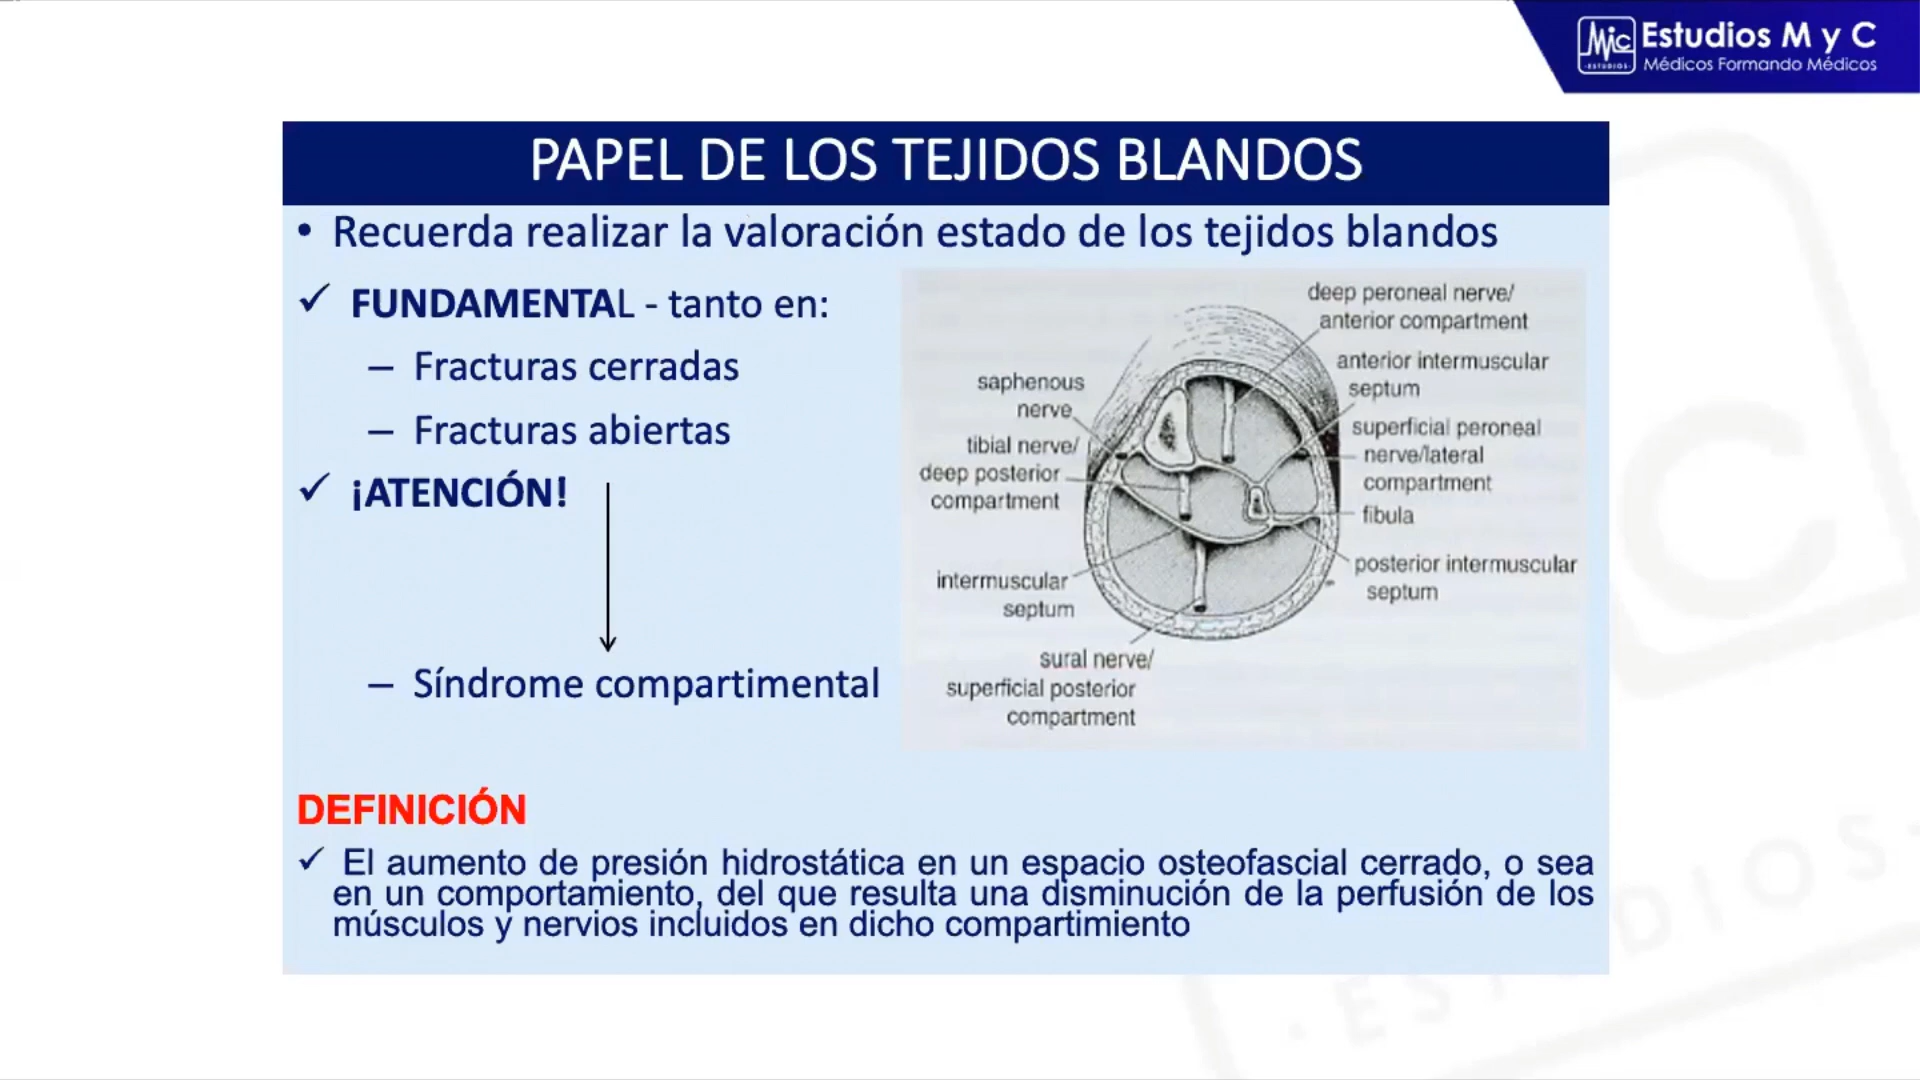 Mic
·ESTUDIOS·
Estudios M y C
Médicos Formando Médicos
PAPEL DE LOS TEJIDOS BLANDOS
• Recuerda realizar la valoración estado de los tejidos blandos
✓ FUNDAMENTAL - tanto en:
– Fracturas cerradas
– Fracturas abiertas
✓ ¡ATENCIÓN!
– Síndrome compartimental
deep peroneal nerve/
anterior compartment
anterior intermuscular
septum
superficial peroneal
nerve/lateral
compartment
fibula
posterior intermuscular
septum
saphenous
nerve
tibial nerve/
deep posterior
compartment
intermuscular
septum
sural nerve/
superficial posterior
compartment
DEFINICIÓN
✓ El aumento de presión hidrostática en un espacio osteofascial cerrado, o sea
en un comportamiento, del que resulta una disminución de la perfusión de los
músculos y nervios incluidos en dicho compartimiento
C
·ESTUDIOS·